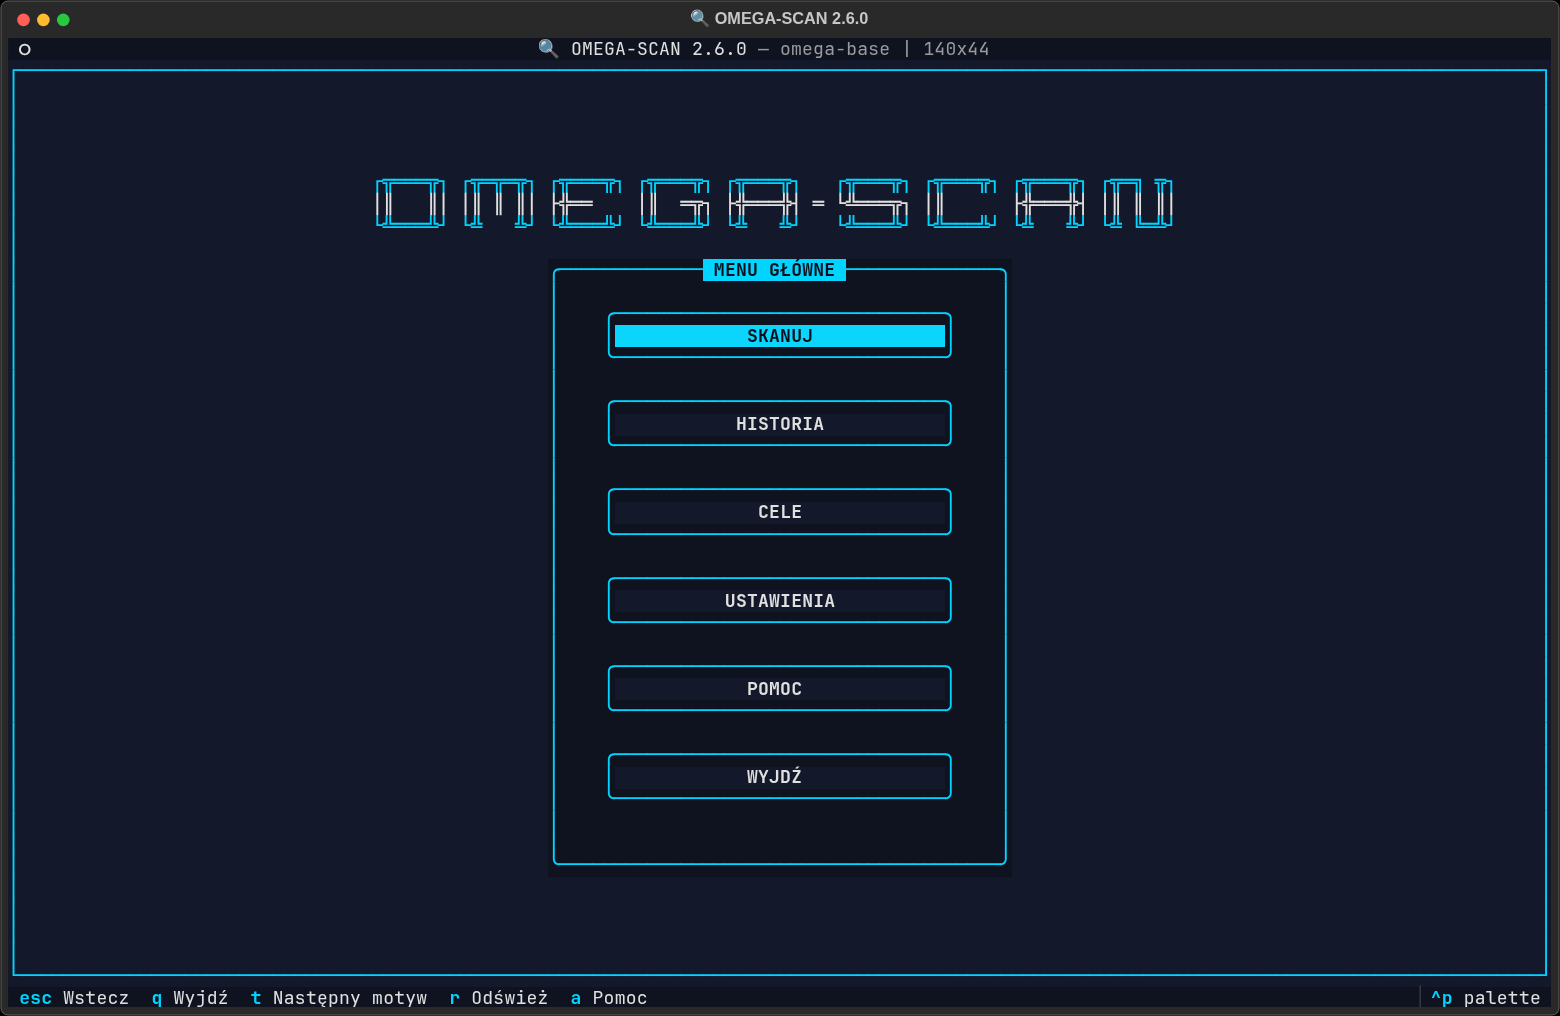 🔍 OMEGA-SCAN 2.6.0
🔍 OMEGA-SCAN 2.6.0 — omega-base | 140x44
OMEGA-SCAN
MENU GŁÓWNE
SKANUJ
HISTORIA
CELE
USTAWIENIA
POMOC
WYJDŹ
esc Wstecz q Wyjdź t Następny motyw r Odśwież a Pomoc ^p palette